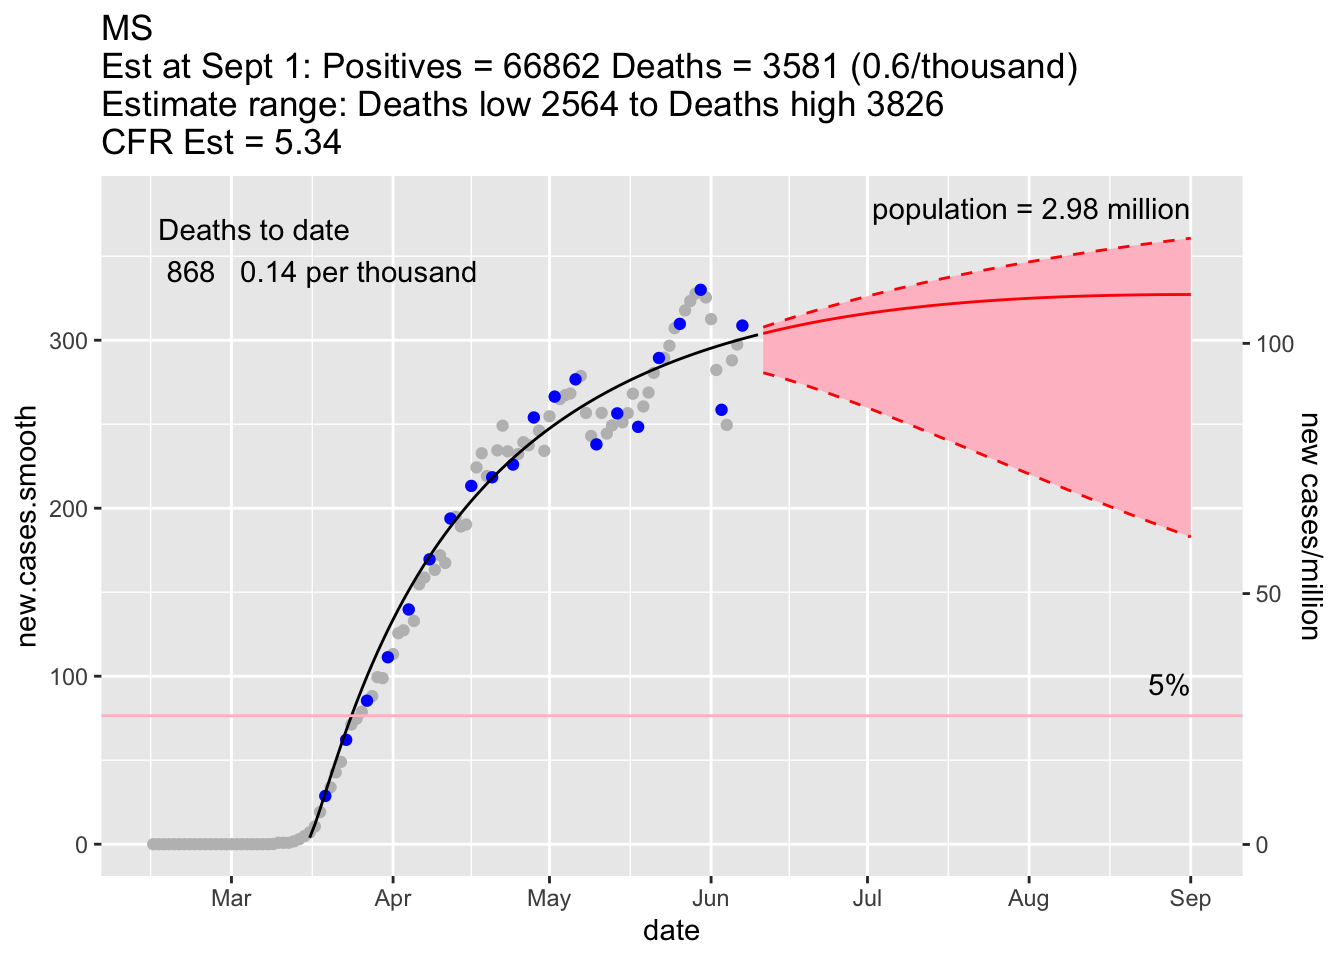 MS
Est at Sept 1: Positives = 66862 Deaths = 3581 (0.6/thousand)
Estimate range: Deaths low 2564 to Deaths high 3826
CFR Est = 5.34
population = 2.98 million
Deaths to date
868 0.14 per thousand
new.cases.smooth
300
200
100
0
100
50
0
new cases/million
5%
Mar
Apr
May
Jun
Jul
Aug
Sep
date